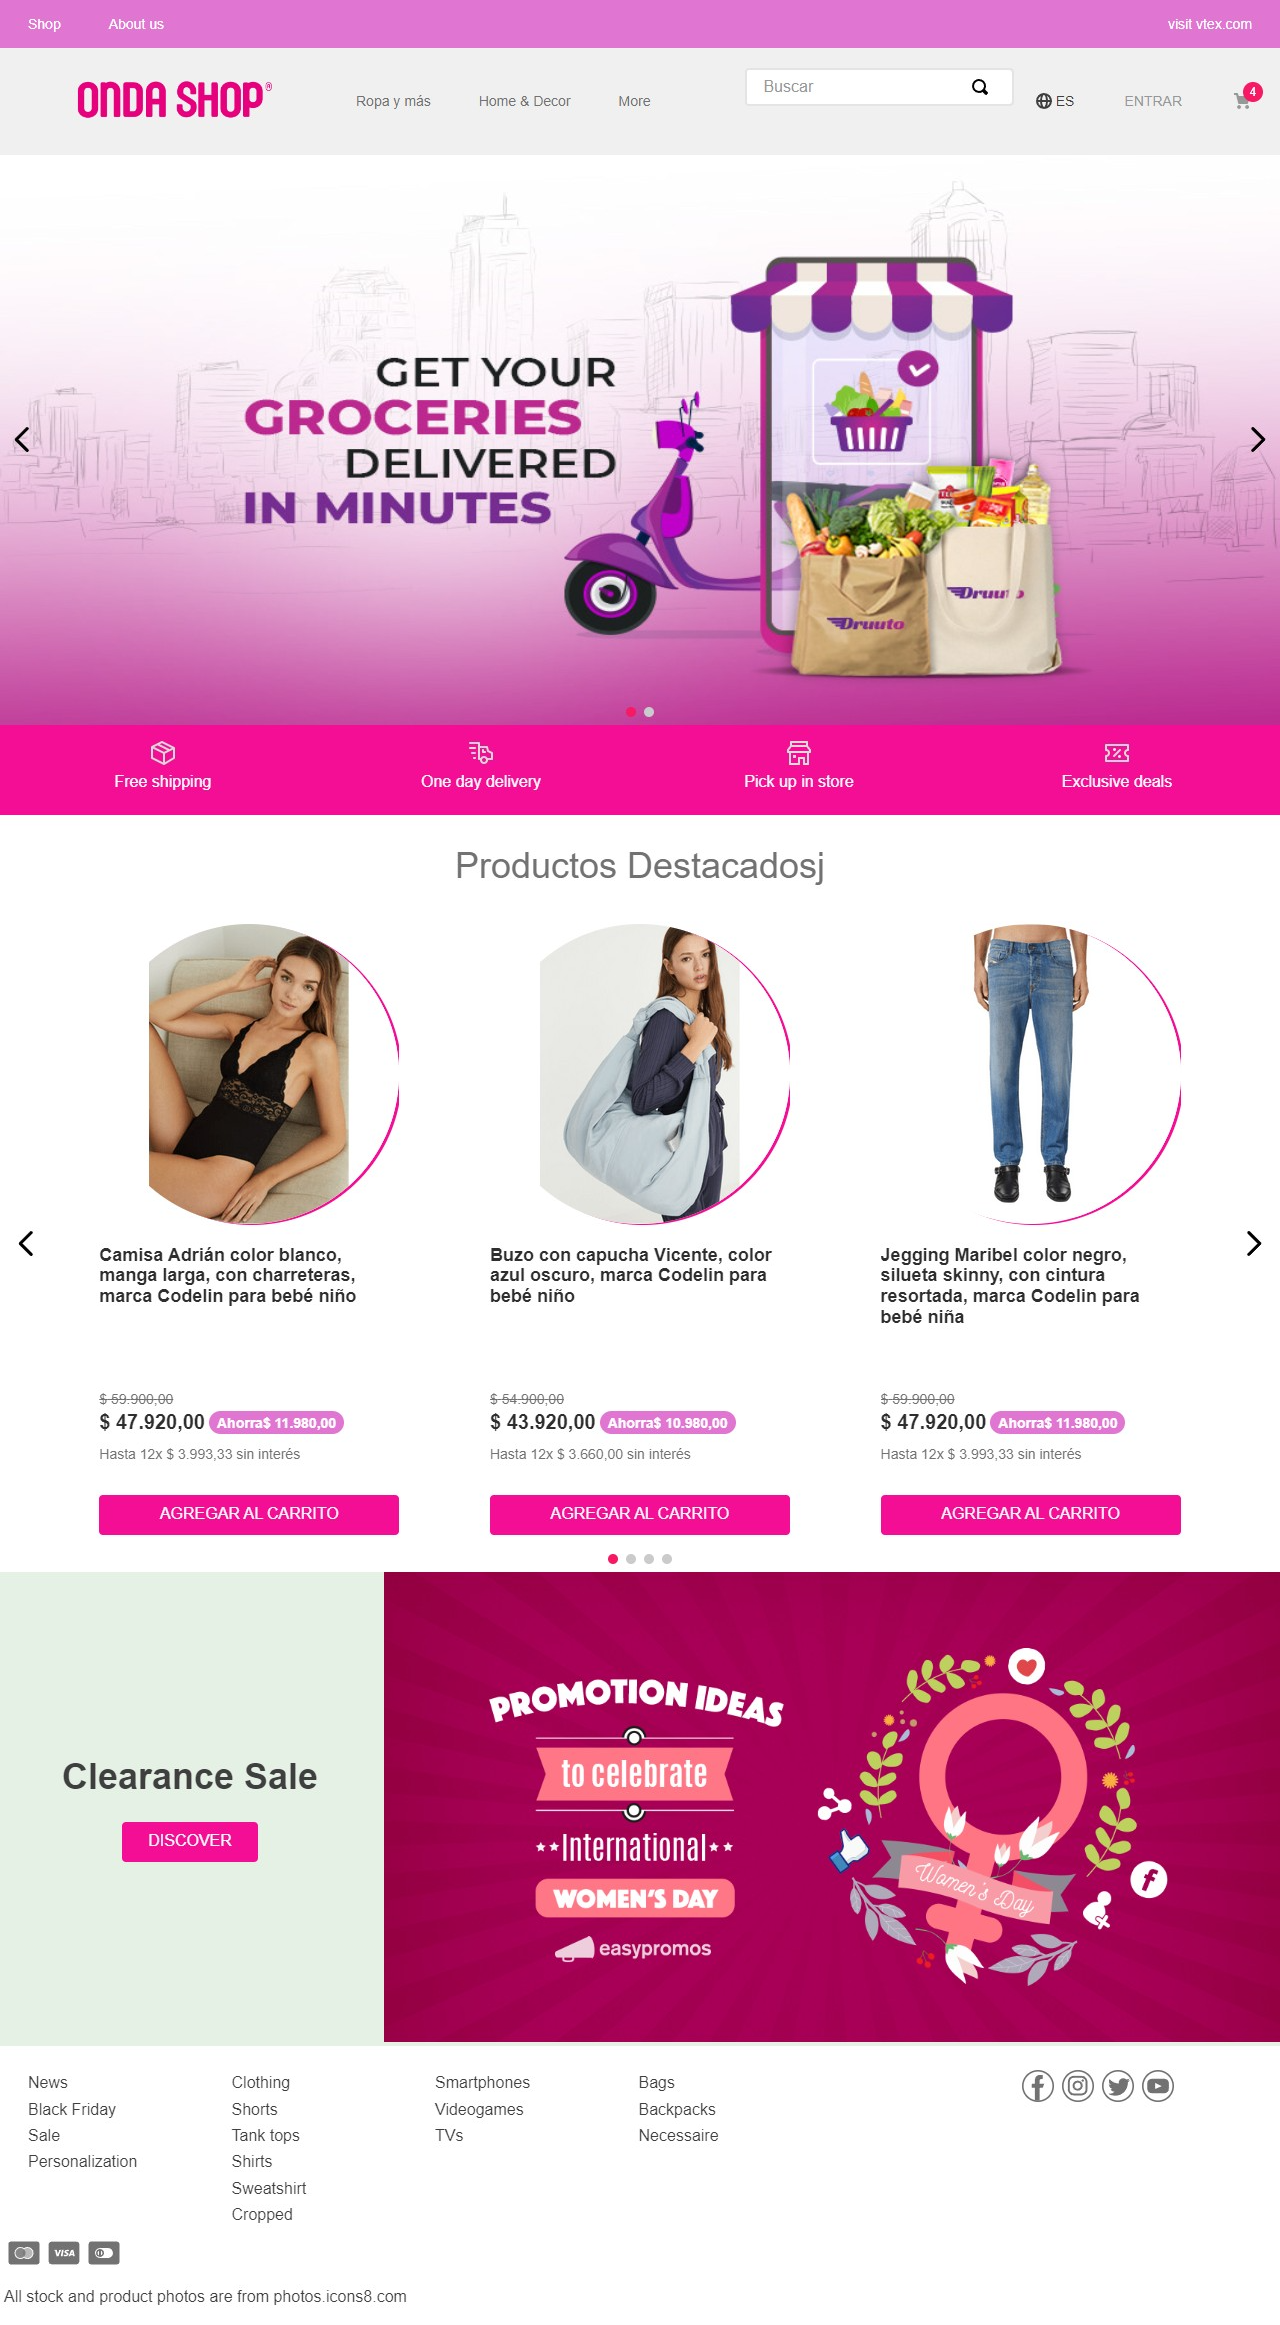 Shop
About us
visit vtex.com
ONDA SHOP®
Ropa y más
Home & Decor
More
Buscar
ES
ENTRAR
4
GET YOUR
GROCERIES
DELIVERED
IN MINUTES
Druuto
Druuto
Free shipping
One day delivery
Pick up in store
Exclusive deals
Productos Destacadosj
Camisa Adrián color blanco,
manga larga, con charreteras,
marca Codelin para bebé niño
$ 59.900,00
$ 47.920,00 Ahorra$ 11.980,00
Hasta 12x $ 3.993,33 sin interés
AGREGAR AL CARRITO
Buzo con capucha Vicente, color
azul oscuro, marca Codelin para
bebé niño
$ 54.900,00
$ 43.920,00 Ahorra$ 10.980,00
Hasta 12x $ 3.660,00 sin interés
AGREGAR AL CARRITO
Jegging Maribel color negro,
silueta skinny, con cintura
resortada, marca Codelin para
bebé niña
$ 59.900,00
$ 47.920,00 Ahorra$ 11.980,00
Hasta 12x $ 3.993,33 sin interés
AGREGAR AL CARRITO
Clearance Sale
DISCOVER
PROMOTION IDEAS
to celebrate
International
WOMEN'S DAY
easypromos
Women's Day
News
Black Friday
Sale
Personalization
Clothing
Shorts
Tank tops
Shirts
Sweatshirt
Cropped
Smartphones
Videogames
TVs
Bags
Backpacks
Necessaire
VISA
All stock and product photos are from photos.icons8.com